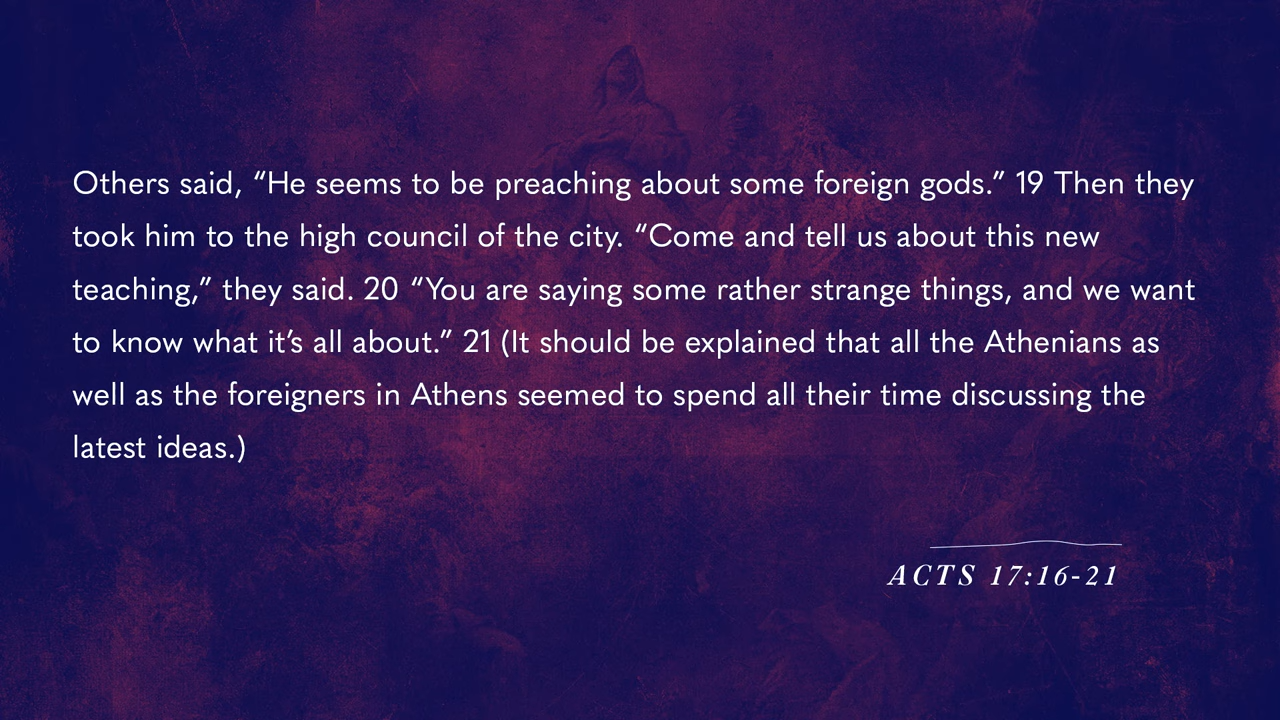 Others said, “He seems to be preaching about some foreign gods.” 19 Then they
took him to the high council of the city. “Come and tell us about this new
teaching,” they said. 20 “You are saying some rather strange things, and we want
to know what it’s all about.” 21 (It should be explained that all the Athenians as
well as the foreigners in Athens seemed to spend all their time discussing the
latest ideas.)
ACTS 17:16-21